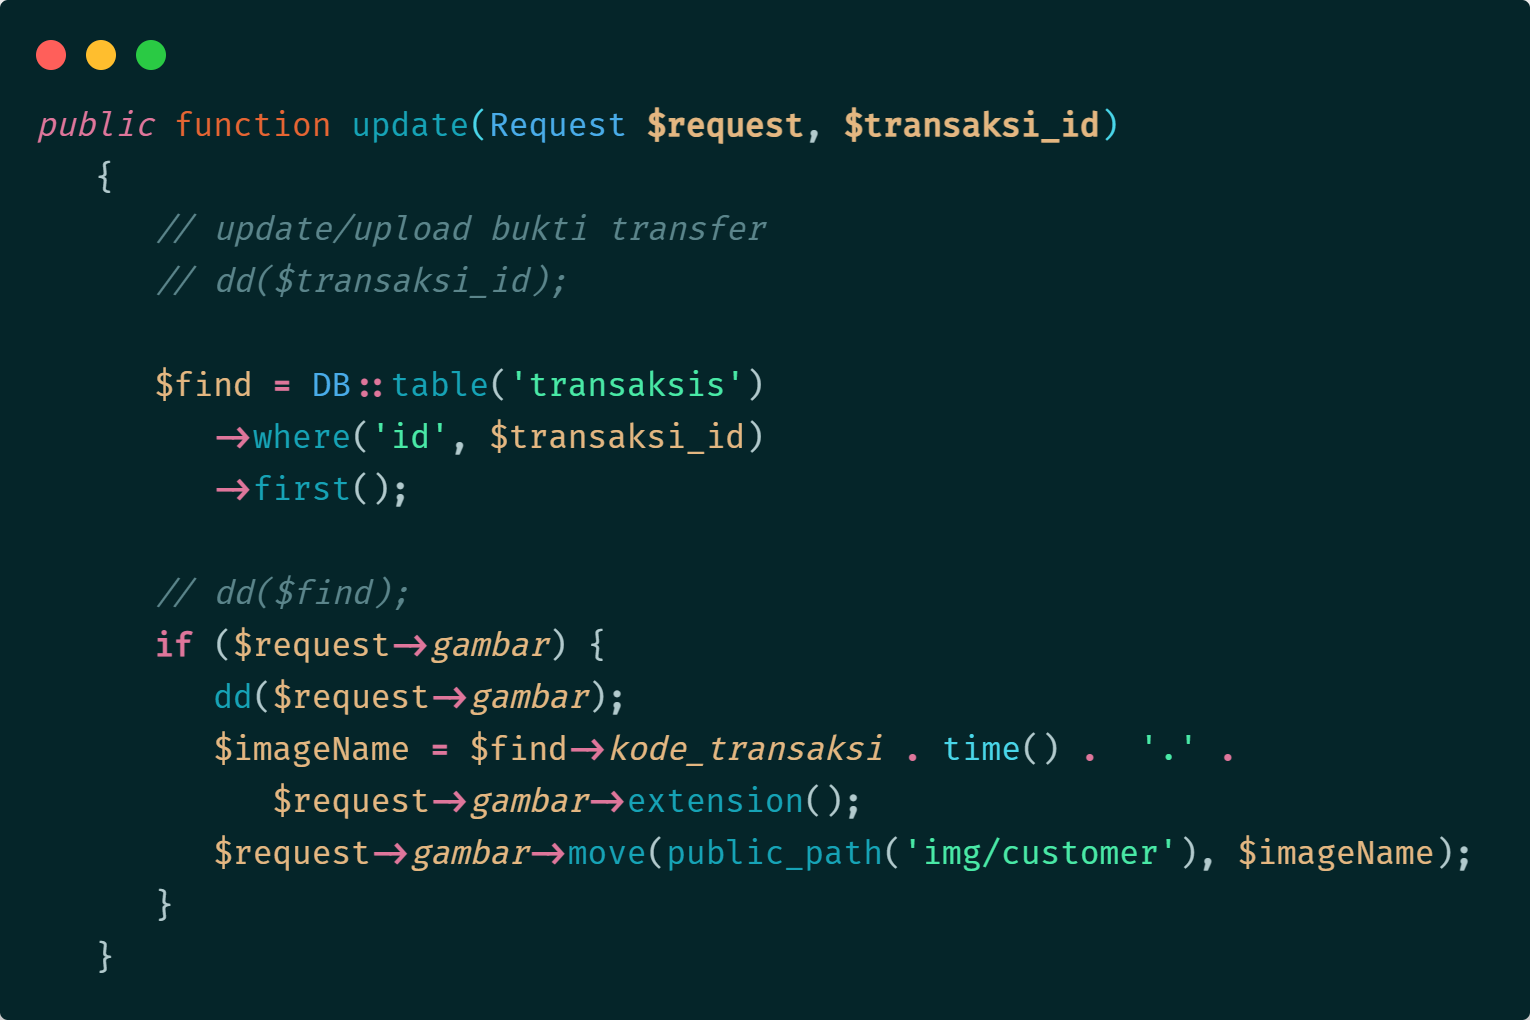 public function update(Request $request, $transaksi_id)
{
// update/upload bukti transfer
// dd($transaksi_id);
$find = DB::table('transaksis')
->where('id', $transaksi_id)
->first();
// dd($find);
if ($request->gambar) {
dd($request->gambar);
$imageName = $find->kode_transaksi . time() .  '.' .
$request->gambar->extension();
$request->gambar->move(public_path('img/customer'), $imageName);
}
}